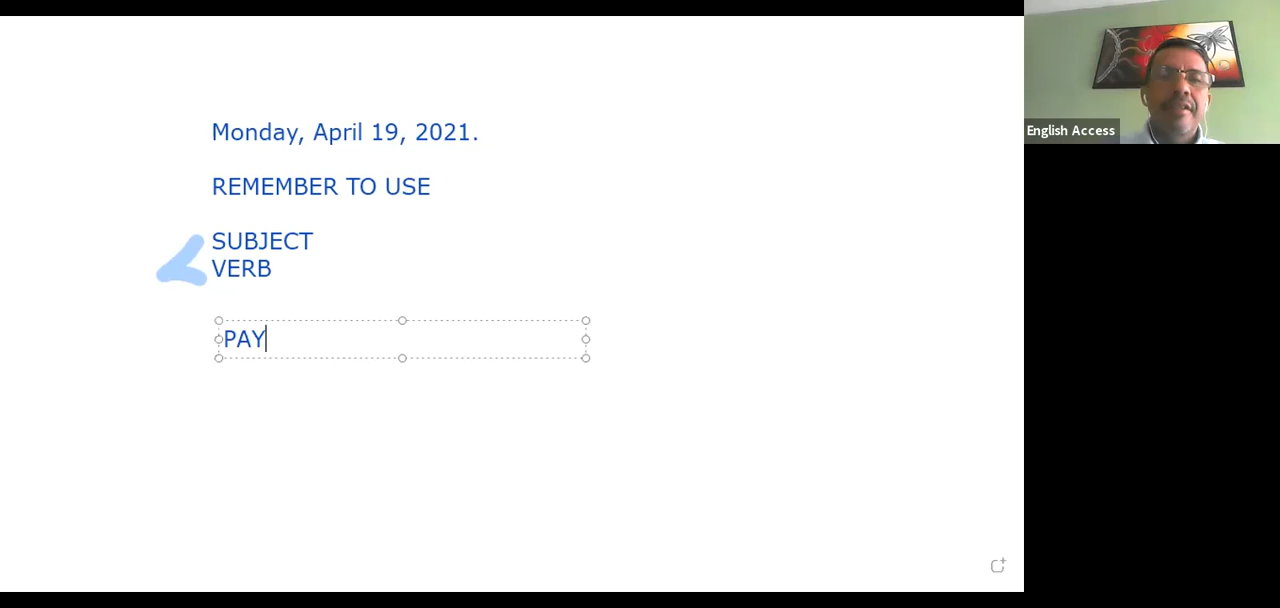 Monday, April 19, 2021.
REMEMBER TO USE
SUBJECT
VERB
PAY
English Access